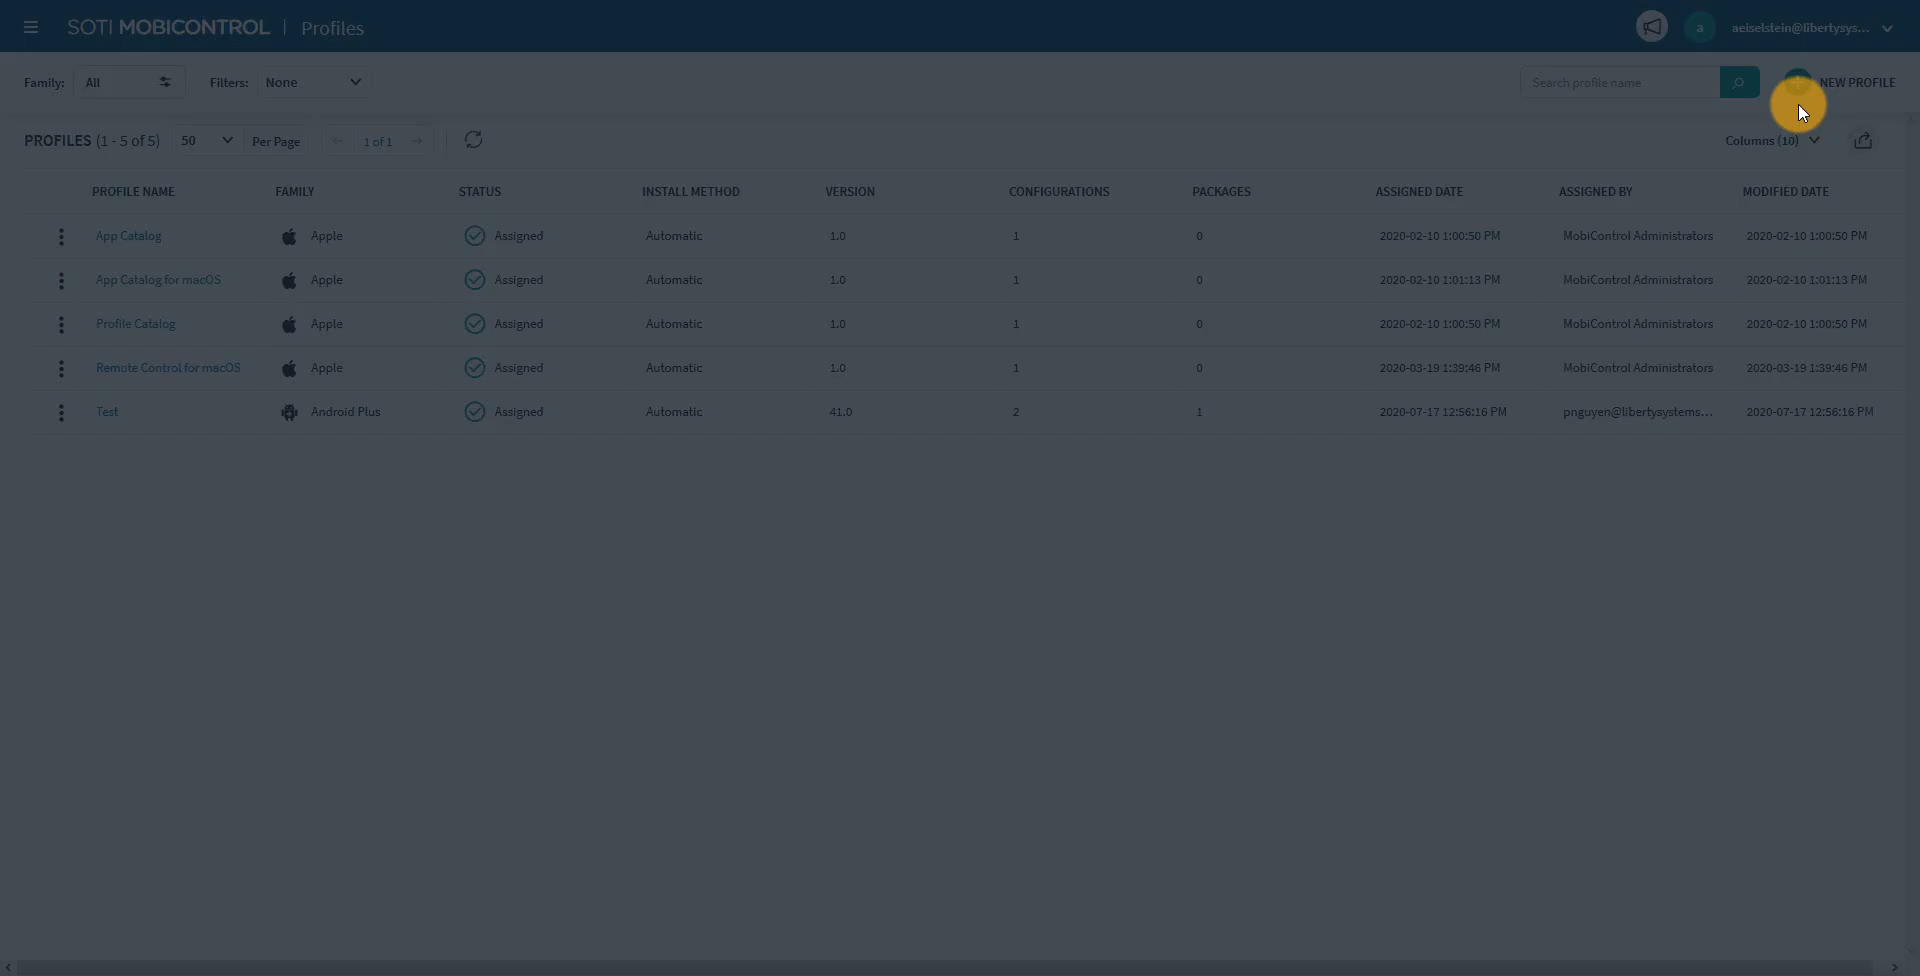 SOTI MOBICONTROL | Profiles
a aeiselstein@libertysys...
Family: All Filters: None Search profile name NEW PROFILE
PROFILES (1 - 5 of 5) 50 Per Page 1 of 1 Columns (10)
PROFILE NAME FAMILY STATUS INSTALL METHOD VERSION CONFIGURATIONS PACKAGES ASSIGNED DATE ASSIGNED BY MODIFIED DATE
App Catalog Apple Assigned Automatic 1.0 1 0 2020-02-10 1:00:50 PM MobiControl Administrators 2020-02-10 1:00:50 PM
App Catalog for macOS Apple Assigned Automatic 1.0 1 0 2020-02-10 1:01:13 PM MobiControl Administrators 2020-02-10 1:01:13 PM
Profile Catalog Apple Assigned Automatic 1.0 1 0 2020-02-10 1:00:50 PM MobiControl Administrators 2020-02-10 1:00:50 PM
Remote Control for macOS Apple Assigned Automatic 1.0 1 0 2020-03-19 1:39:46 PM MobiControl Administrators 2020-03-19 1:39:46 PM
Test Android Plus Assigned Automatic 41.0 2 1 2020-07-17 12:56:16 PM pnguyen@libertysystems... 2020-07-17 12:56:16 PM